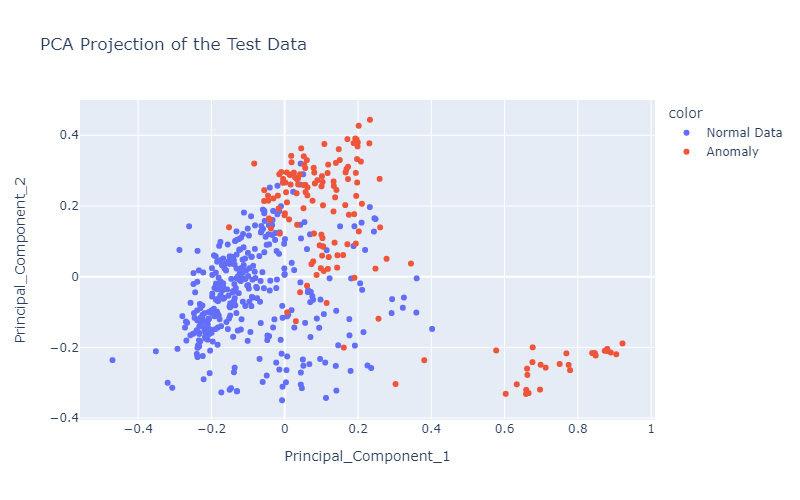 PCA Projection of the Test Data
color
Normal Data
Anomaly
Principal_Component_2
0.4
0.2
0
−0.2
−0.4
−0.4
−0.2
0
0.2
0.4
0.6
0.8
1
Principal_Component_1